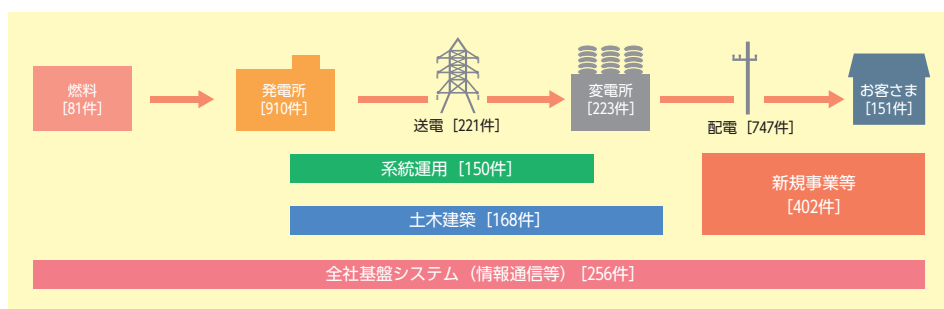 燃料
[81件]
発電所
[910件]
送電 [221件]
変電所
[223件]
配電 [747件]
お客さま
[151件]
系統運用 [150件]
新規事業等
[402件]
土木建築 [168件]
全社基盤システム（情報通信等） [256件]